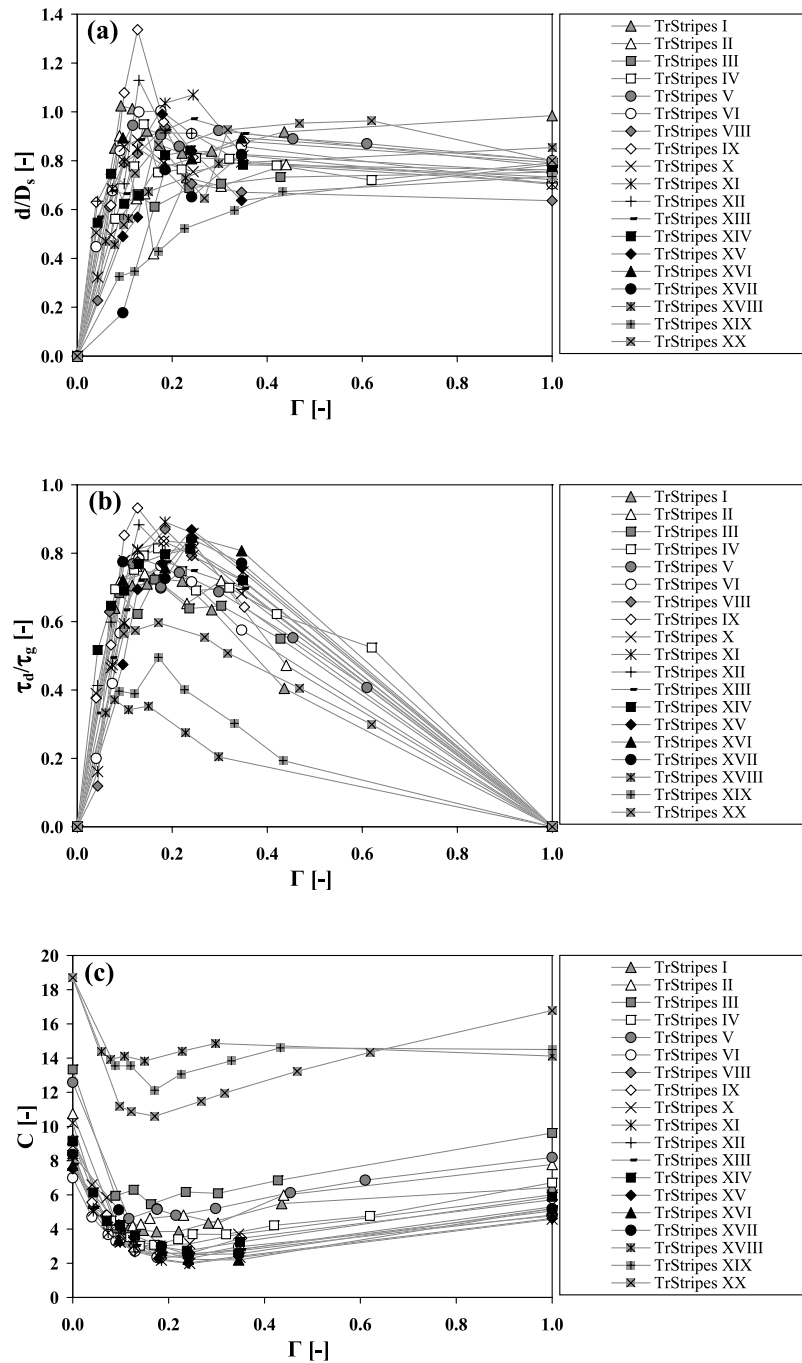 (a)
d/Dₛ [-]
1.4
1.2
1.0
0.8
0.6
0.4
0.2
0.0
0.0 0.2 0.4 0.6 0.8 1.0
Γ [-]
TrStripes I
TrStripes II
TrStripes III
TrStripes IV
TrStripes V
TrStripes VI
TrStripes VIII
TrStripes IX
TrStripes X
TrStripes XI
TrStripes XII
TrStripes XIII
TrStripes XIV
TrStripes XV
TrStripes XVI
TrStripes XVII
TrStripes XVIII
TrStripes XIX
TrStripes XX
(b)
τd/τg [-]
1.0
0.8
0.6
0.4
0.2
0.0
0.0 0.2 0.4 0.6 0.8 1.0
Γ [-]
TrStripes I
TrStripes II
TrStripes III
TrStripes IV
TrStripes V
TrStripes VI
TrStripes VIII
TrStripes IX
TrStripes X
TrStripes XI
TrStripes XII
TrStripes XIII
TrStripes XIV
TrStripes XV
TrStripes XVI
TrStripes XVII
TrStripes XVIII
TrStripes XIX
TrStripes XX
(c)
C [-]
20
18
16
14
12
10
8
6
4
2
0
0.0 0.2 0.4 0.6 0.8 1.0
Γ [-]
TrStripes I
TrStripes II
TrStripes III
TrStripes IV
TrStripes V
TrStripes VI
TrStripes VIII
TrStripes IX
TrStripes X
TrStripes XI
TrStripes XII
TrStripes XIII
TrStripes XIV
TrStripes XV
TrStripes XVI
TrStripes XVII
TrStripes XVIII
TrStripes XIX
TrStripes XX